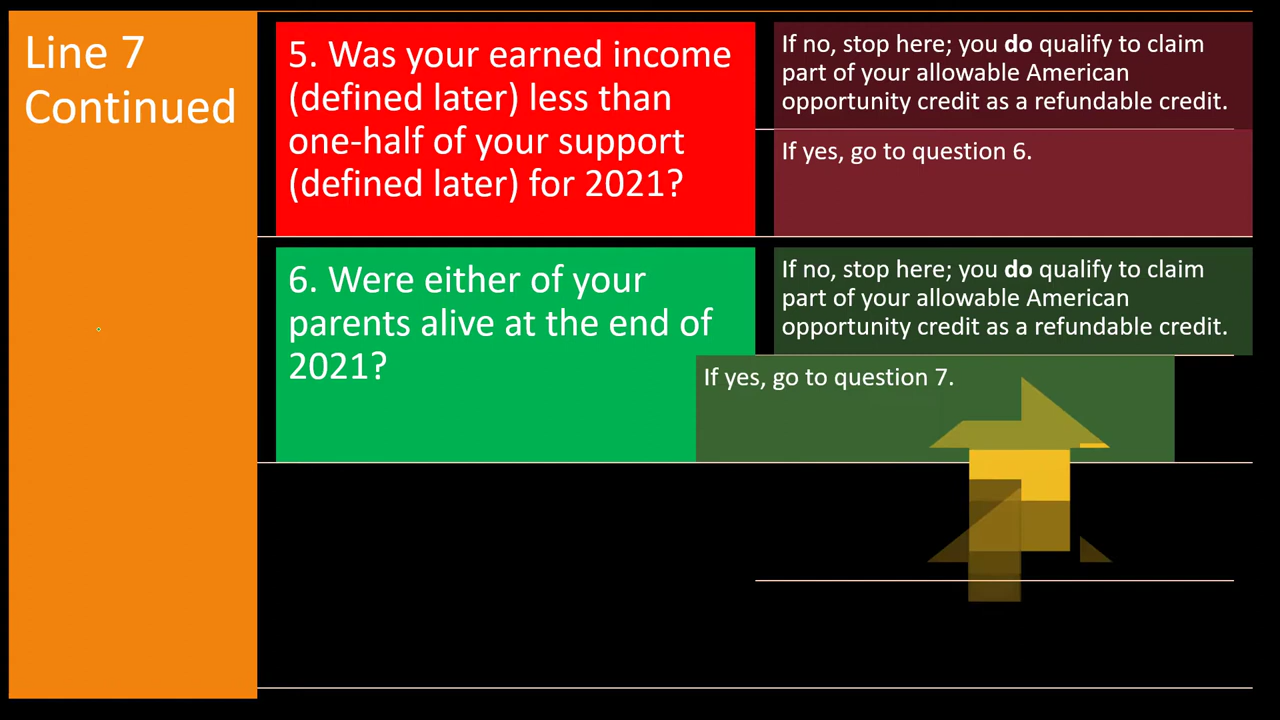 Line 7
Continued
5. Was your earned income
(defined later) less than
one-half of your support
(defined later) for 2021?
If no, stop here; you do qualify to claim
part of your allowable American
opportunity credit as a refundable credit.
If yes, go to question 6.
6. Were either of your
parents alive at the end of
2021?
If no, stop here; you do qualify to claim
part of your allowable American
opportunity credit as a refundable credit.
If yes, go to question 7.